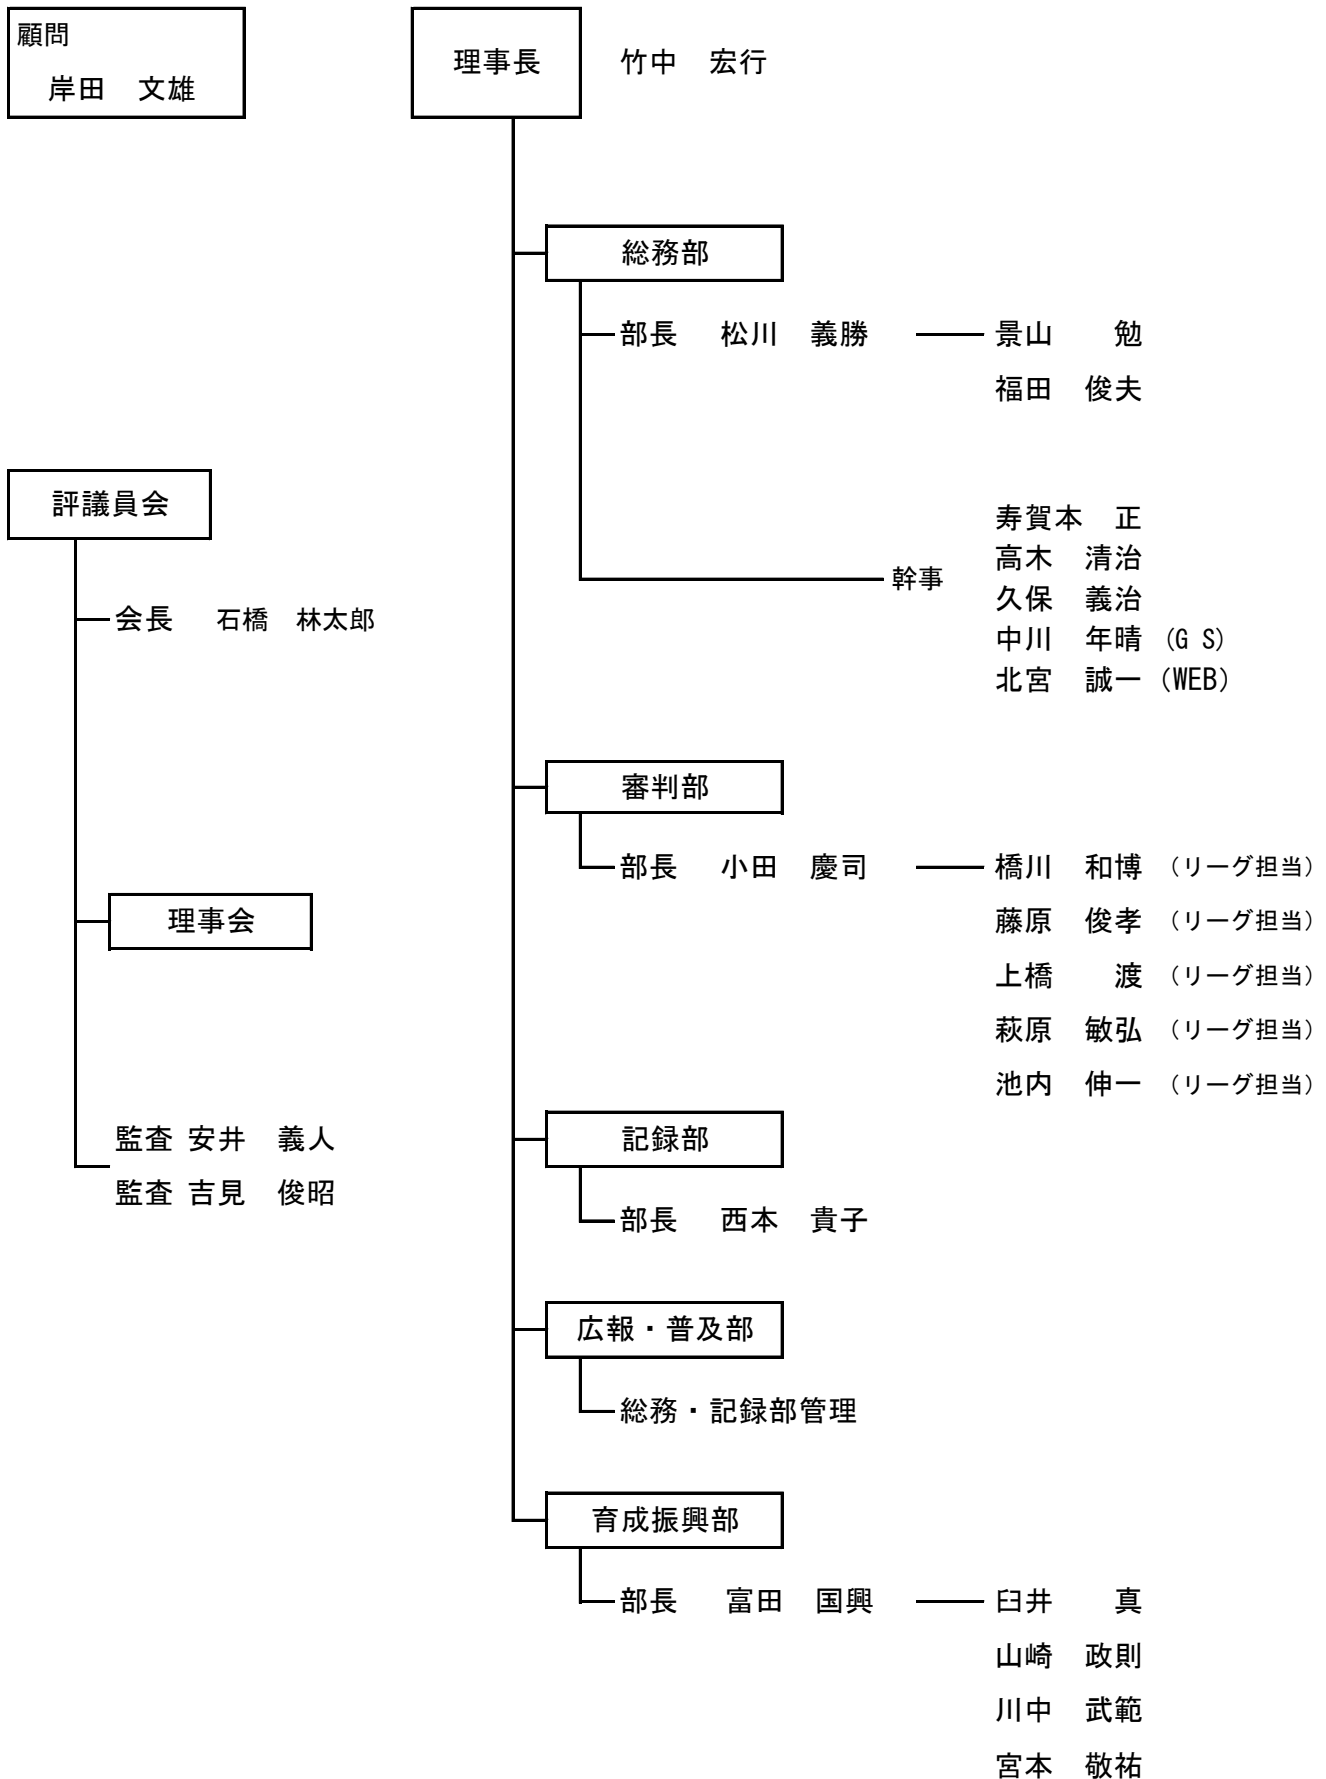 顧問
岸田　文雄
理事長　竹中　宏行
総務部
部長　松川　義勝　景山　　勉
福田　俊夫
評議員会
会長　石橋　林太郎
幹事
寿賀本　正
高木　清治
久保　義治
中川　年晴（G S）
北宮　誠一（WEB）
審判部
部長　小田　慶司　橋川　和博（リーグ担当）
藤原　俊孝（リーグ担当）
上橋　　渡（リーグ担当）
萩原　敏弘（リーグ担当）
池内　伸一（リーグ担当）
理事会
監査 安井　義人
監査 吉見　俊昭
記録部
部長　西本　貴子
広報・普及部
総務・記録部管理
育成振興部
部長　富田　国興　臼井　　真
山崎　政則
川中　武範
宮本　敬祐